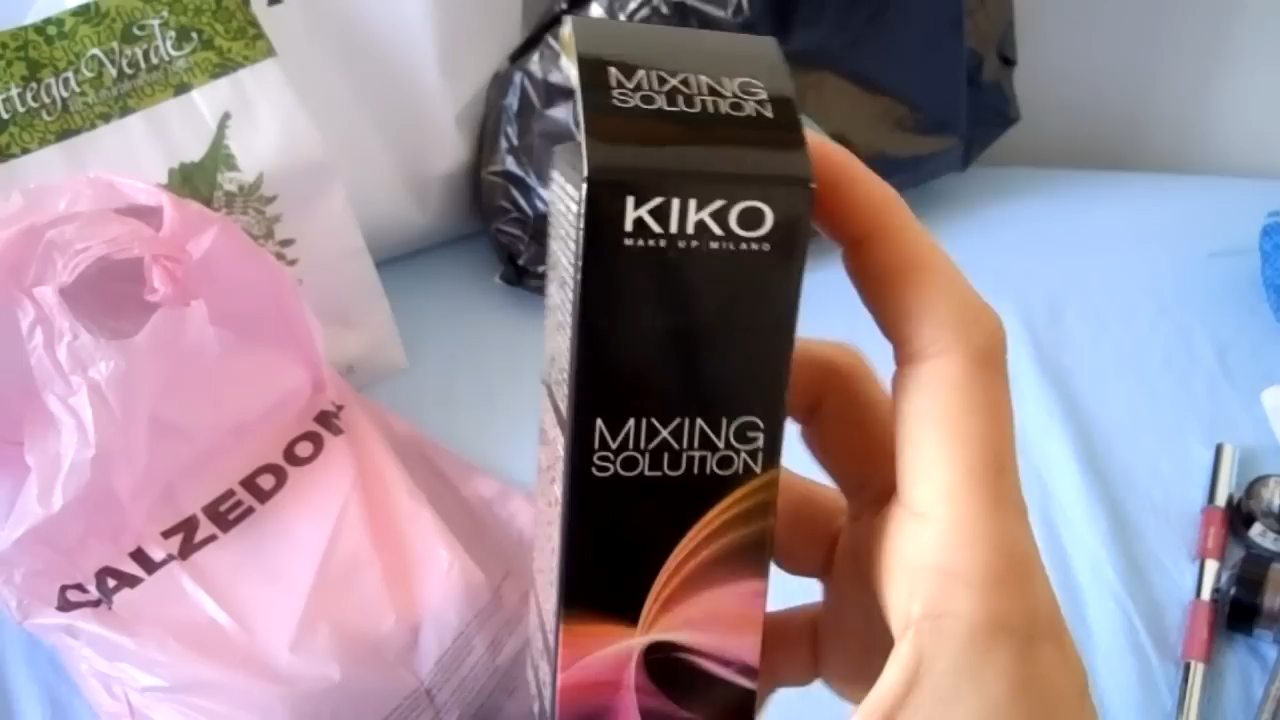 ttega Verde
MIXING
SOLUTION
KIKO
MAKE UP MILANO
MIXING
SOLUTION
CALZEDON